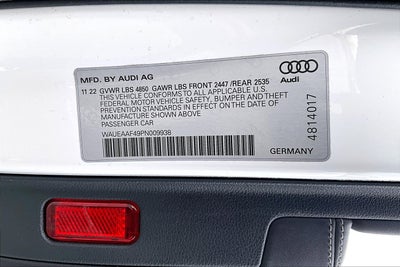 MFD. BY AUDI AG
11 22 GVWR LBS 4850 GAWR LBS FRONT 2447 /REAR 2535
THIS VEHICLE CONFORMS TO ALL APPLICABLE U.S.
FEDERAL MOTOR VEHICLE SAFETY, BUMPER AND THEFT
PREVENTION STANDARDS IN EFFECT ON THE DATE OF
MANUFACTURE SHOWN ABOVE
PASSENGER CAR
WAUEAAF49PN009938
Audi
4814017
GERMANY